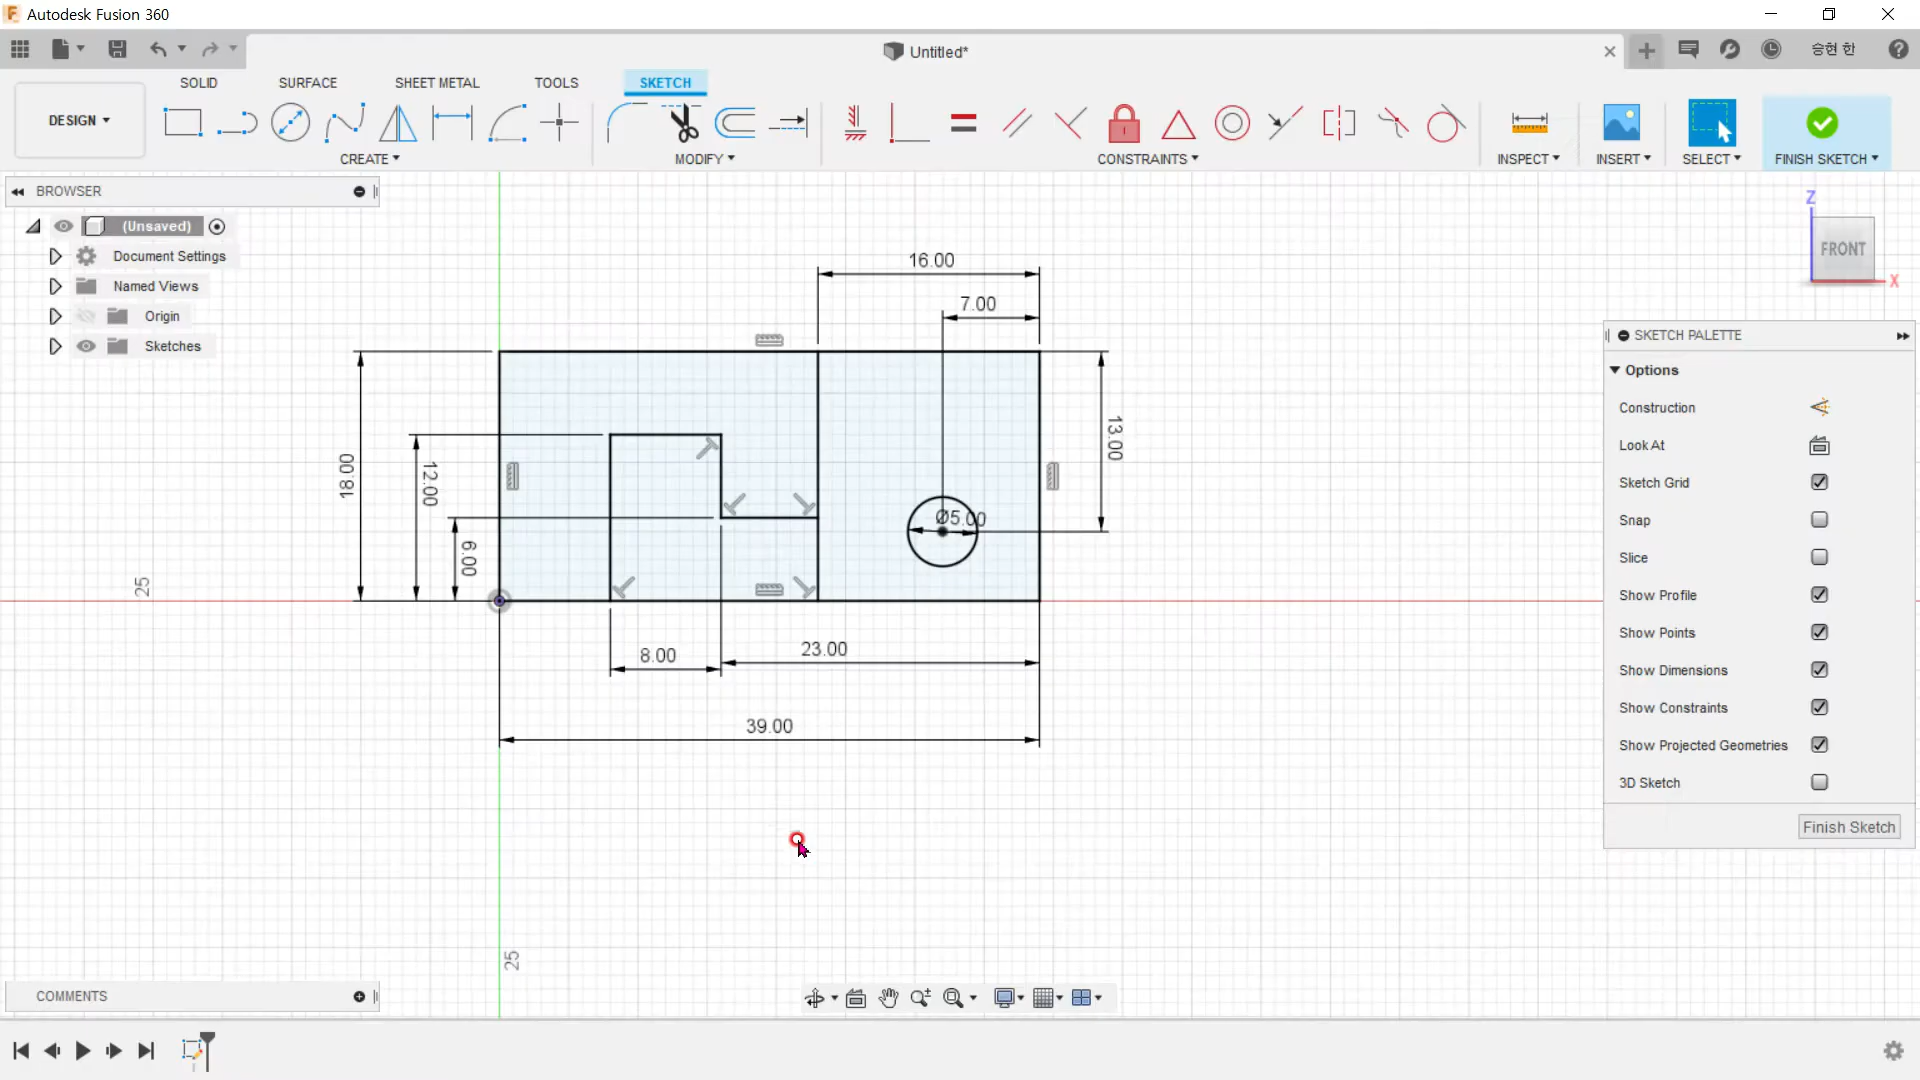 Autodesk Fusion 360
Untitled*
승현 한
SOLID SURFACE SHEET METAL TOOLS SKETCH
DESIGN
CREATE MODIFY CONSTRAINTS INSPECT INSERT SELECT FINISH SKETCH
BROWSER
(Unsaved)
Document Settings
Named Views
Origin
Sketches
Z
FRONT
X
16.00
7.00
18.00
12.00
6.00
13.00
Ø5.00
25
8.00
23.00
39.00
25
SKETCH PALETTE
Options
Construction
Look At
Sketch Grid
Snap
Slice
Show Profile
Show Points
Show Dimensions
Show Constraints
Show Projected Geometries
3D Sketch
Finish Sketch
COMMENTS